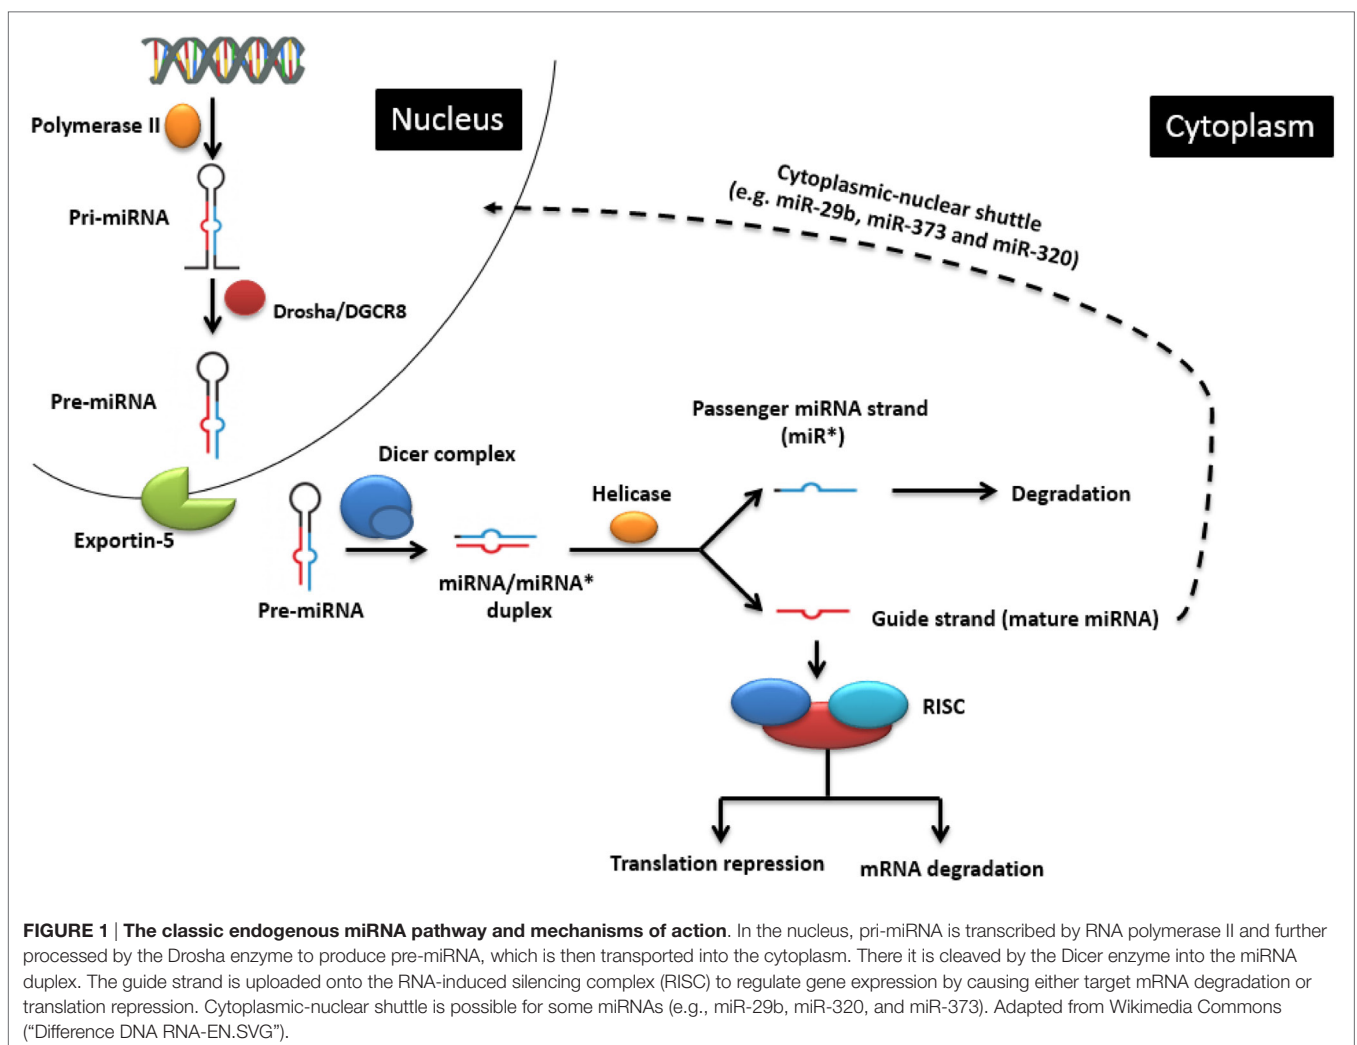 Nucleus
Cytoplasm
Polymerase II
Pri-miRNA
Drosha/DGCR8
Pre-miRNA
Exportin-5
Cytoplasmic-nuclear shuttle
(e.g. miR-29b, miR-373 and miR-320)
Dicer complex
Pre-miRNA
miRNA/miRNA*
duplex
Helicase
Passenger miRNA strand
(miR*)
Degradation
Guide strand (mature miRNA)
RISC
Translation repression
mRNA degradation
FIGURE 1 | The classic endogenous miRNA pathway and mechanisms of action. In the nucleus, pri-miRNA is transcribed by RNA polymerase II and further
processed by the Drosha enzyme to produce pre-miRNA, which is then transported into the cytoplasm. There it is cleaved by the Dicer enzyme into the miRNA
duplex. The guide strand is uploaded onto the RNA-induced silencing complex (RISC) to regulate gene expression by causing either target mRNA degradation or
translation repression. Cytoplasmic-nuclear shuttle is possible for some miRNAs (e.g., miR-29b, miR-320, and miR-373). Adapted from Wikimedia Commons
(“Difference DNA RNA-EN.SVG”).